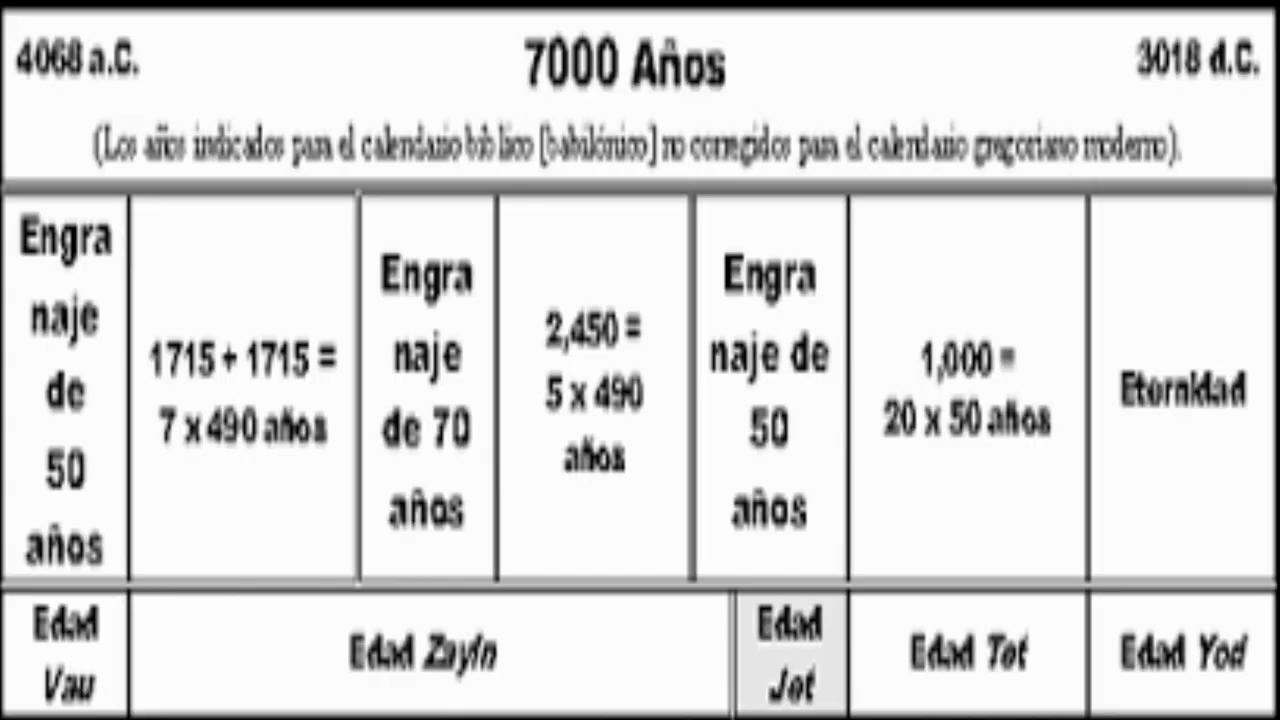 4068 a.C.
7000 Años
3018 d.C.
(Los años indicados para el calendario bíblico [babilónico] no corregidos para el calendario gregoriano moderno).
Engra
naje
de
50
años
1715 + 1715 =
7 x 490 años
Engra
naje
de 70
años
2,450 =
5 x 490
años
Engra
naje de
50
años
1,000 =
20 x 50 años
Eternidad
Edad
Vau
Edad Zayin
Edad
Jet
Edad Tet
Edad Yod